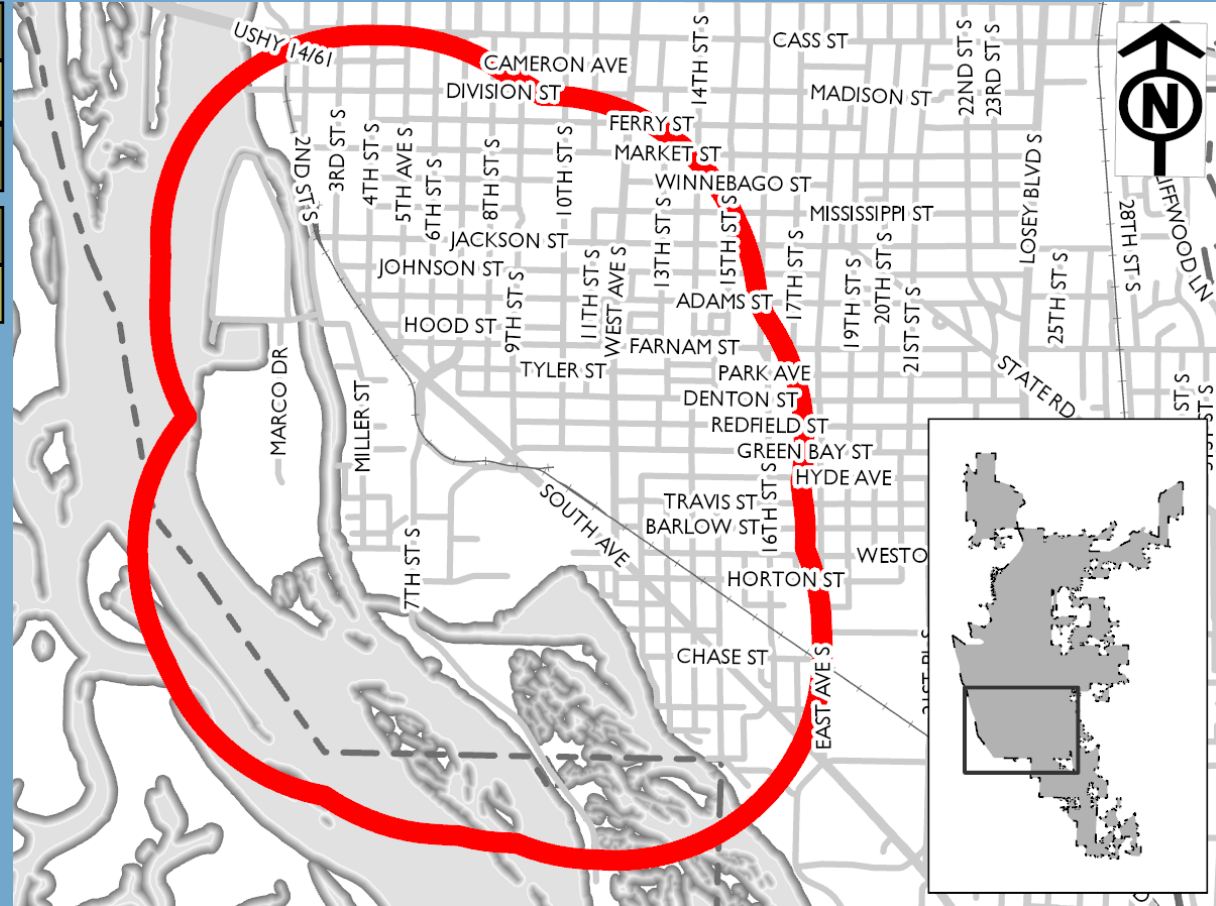 USHY 14/61
CASS ST
14TH ST S
22ND ST S
23RD ST S
CAMERON AVE
DIVISION ST
MADISON ST
N
FERRY ST
MARKET ST
2ND ST S
3RD ST S
4TH ST S
5TH AVE S
6TH ST S
8TH ST S
10TH ST S
WINNEBAGO ST
MISSISSIPPI ST
LOSEY BLVD S
28TH ST S
IFFWOOD LN
JACKSON ST
JOHNSON ST
13TH ST S
15TH ST S
17TH ST S
11TH ST S
WEST AVE S
9TH ST S
19TH ST S
20TH ST S
21ST ST S
25TH ST S
ADAMS ST
HOOD ST
FARNAM ST
TYLER ST
PARK AVE
STATE RD
MARCO DR
MILLER ST
DENTON ST
REDFIELD ST
GREEN BAY ST
HYDE AVE
16TH ST S
TRAVIS ST
BARLOW ST
SOUTH AVE
WESTO
7TH ST S
HORTON ST
CHASE ST
EAST AVE S
ST S